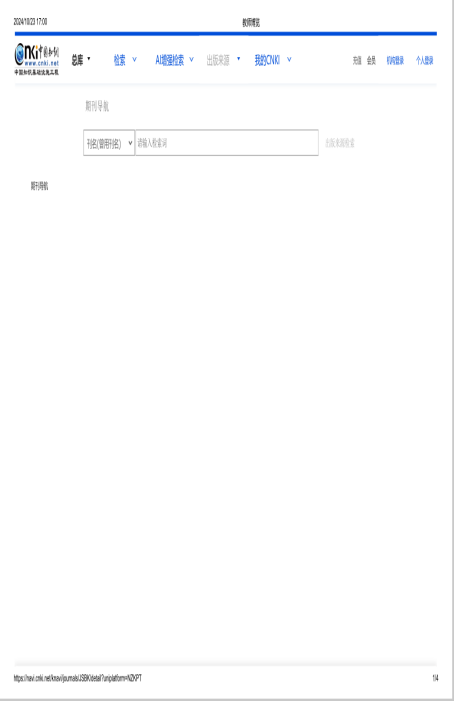 2024/10/23 17:00 教师博览
Cnki中国知网
www.cnki.net
中国知识基础设施工程
总库 检索 AI增强检索 出版来源 我的CNKI 充值 会员 机构登录 个人登录
期刊导航
刊名(曾用刊名) 请输入检索词 出版来源检索
期刊导航
https://navi.cnki.net/knavi/journals/JSBK/detail?uniplatform=NZKPT 1/4